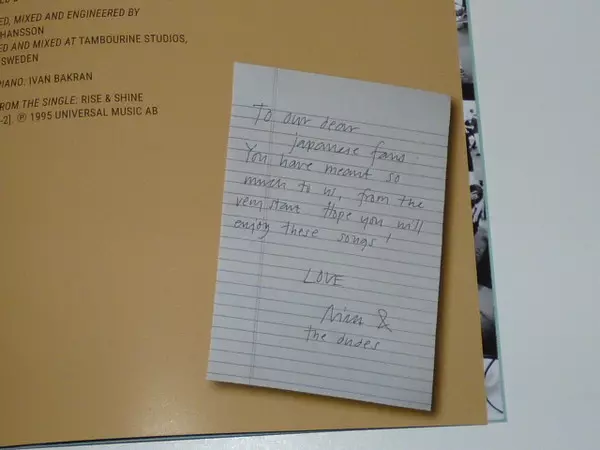 ED, MIXED AND ENGINEERED BY
HANSSON
ED AND MIXED AT TAMBOURINE STUDIOS,
SWEDEN
PIANO: IVAN BAKRAN
FROM THE SINGLE: RISE & SHINE
-2]. ℗ 1995 UNIVERSAL MUSIC AB
To our dear
japanese fans.
You have meant so
much to us, from the
very start. Hope you will
enjoy these songs!
LOVE
Nina &
the dudes